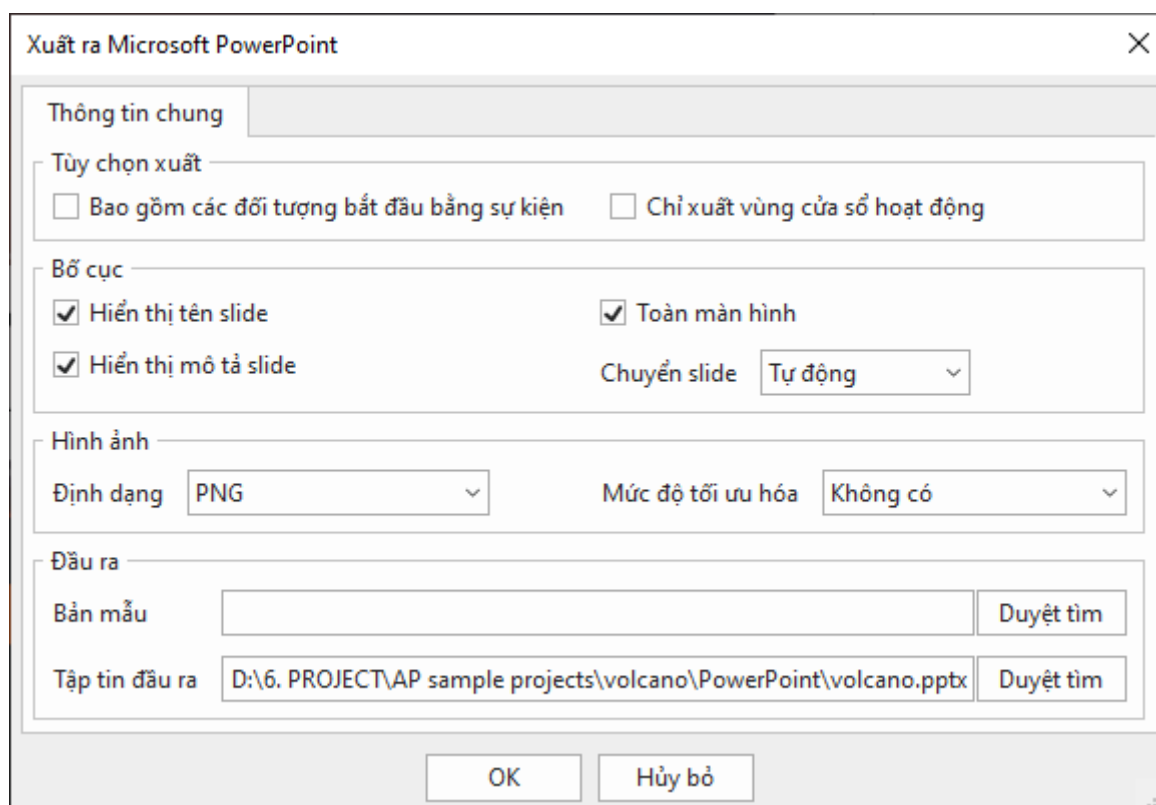 Xuất ra Microsoft PowerPoint
Thông tin chung
Tùy chọn xuất
Bao gồm các đối tượng bắt đầu bằng sự kiện
Chỉ xuất vùng cửa sổ hoạt động
Bố cục
Hiển thị tên slide
Toàn màn hình
Hiển thị mô tả slide
Chuyển slide Tự động
Hình ảnh
Định dạng PNG
Mức độ tối ưu hóa Không có
Đầu ra
Bản mẫu Duyệt tìm
Tập tin đầu ra D:\6. PROJECT\AP sample projects\volcano\PowerPoint\volcano.pptx Duyệt tìm
OK Hủy bỏ